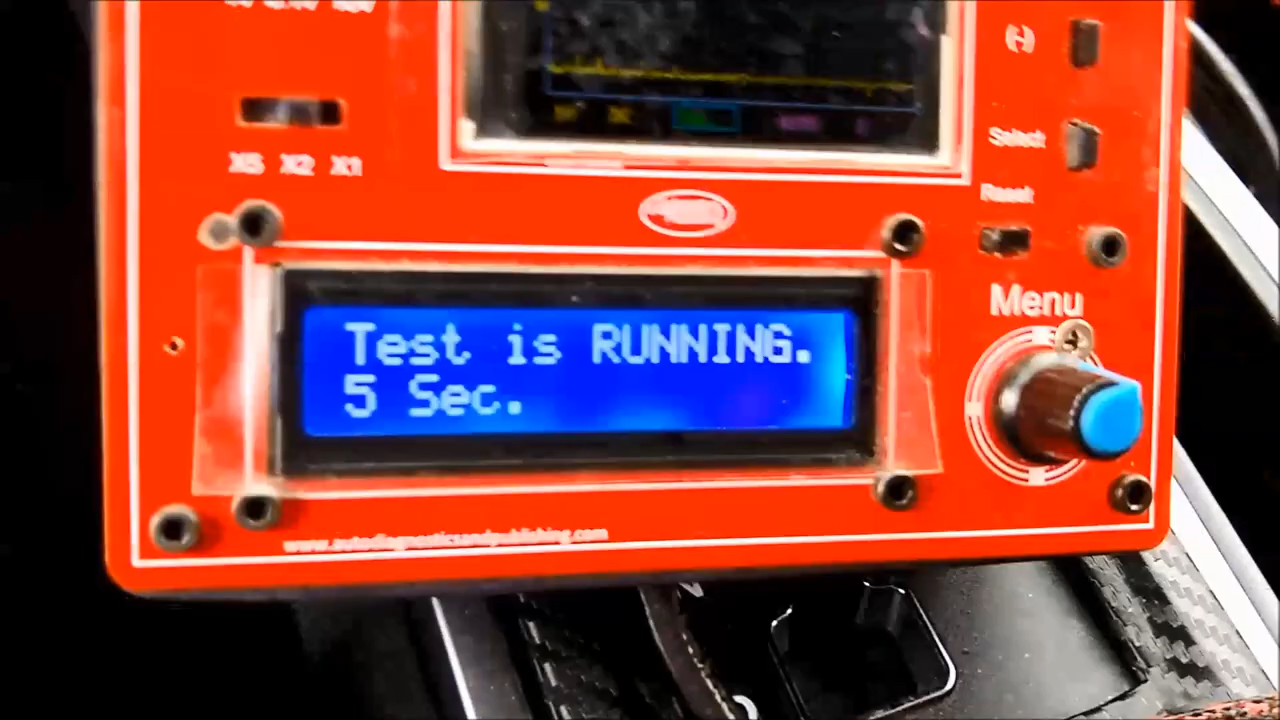 X5 X2 X1
(-)
Select
Reset
Menu
Test is RUNNING.
5 Sec.
www.autodiagnosticsandpublishing.com